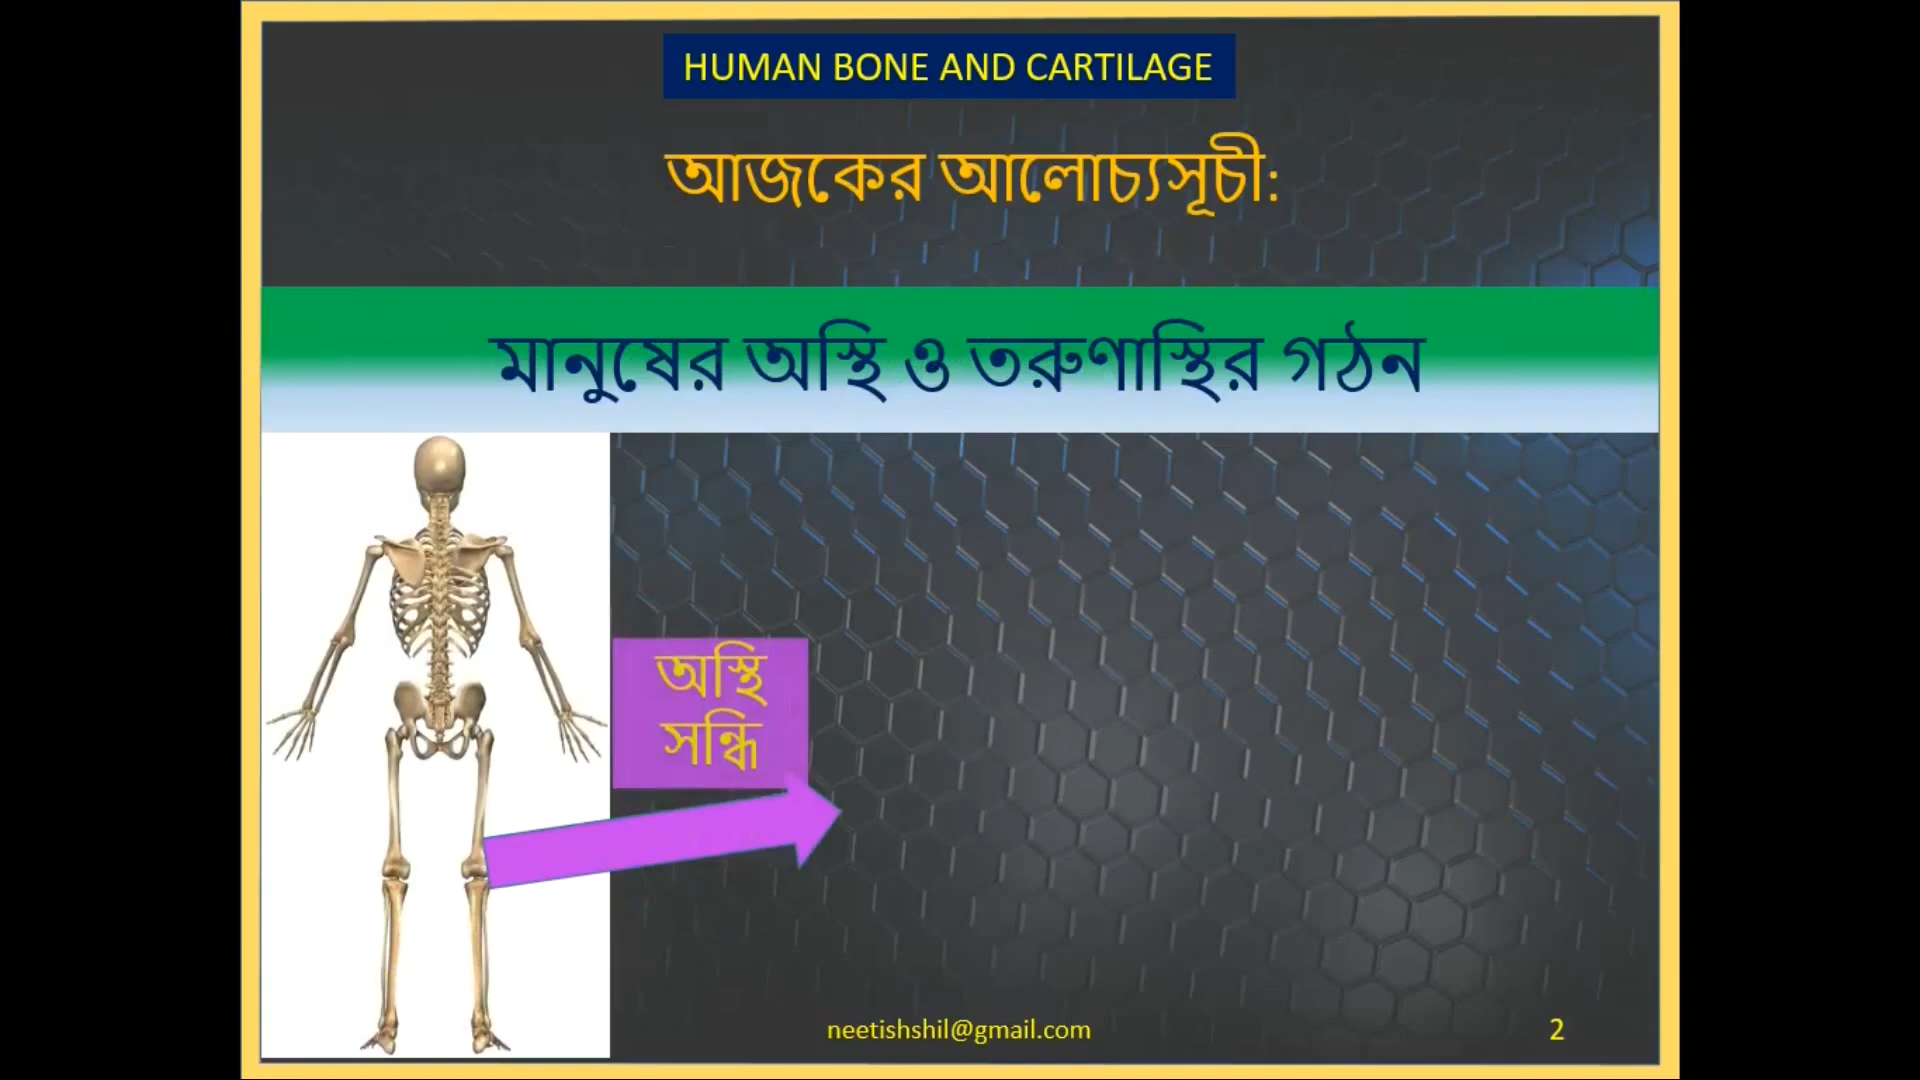 HUMAN BONE AND CARTILAGE
আজকের আলোচ্যসূচী:
মানুষের অস্থি ও তরুণাস্থির গঠন
অস্থি
সন্ধি
neetishshil@gmail.com
2